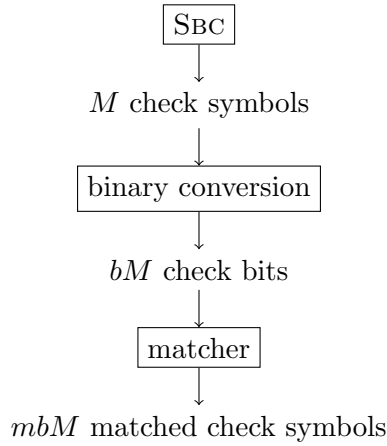 SBC
M check symbols
binary conversion
bM check bits
matcher
mbM matched check symbols